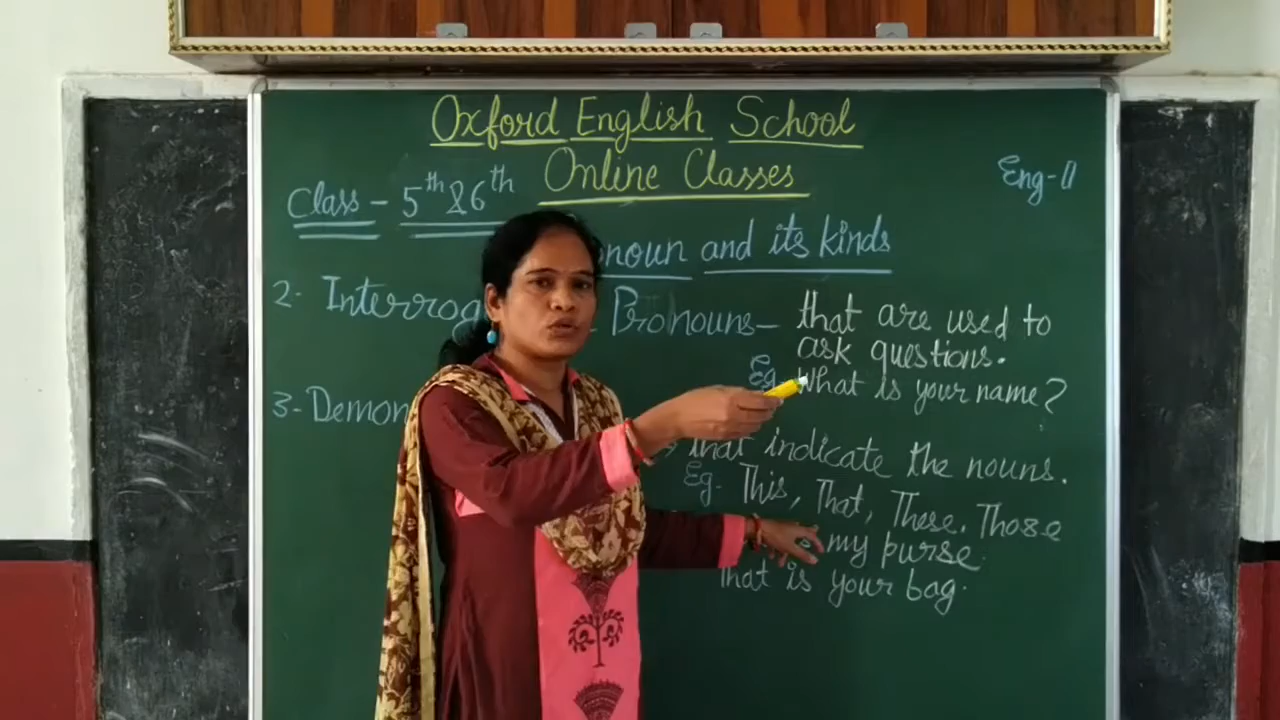 Oxford English School
Online Classes
Eng-II
Class - 5th & 6th
noun and its kinds
2- Interrog Pronouns- that are used to
ask questions.
Eg. What is your name?
3- Demon that indicate the nouns.
Eg. This, That, These. Those
my purse.
That is your bag.